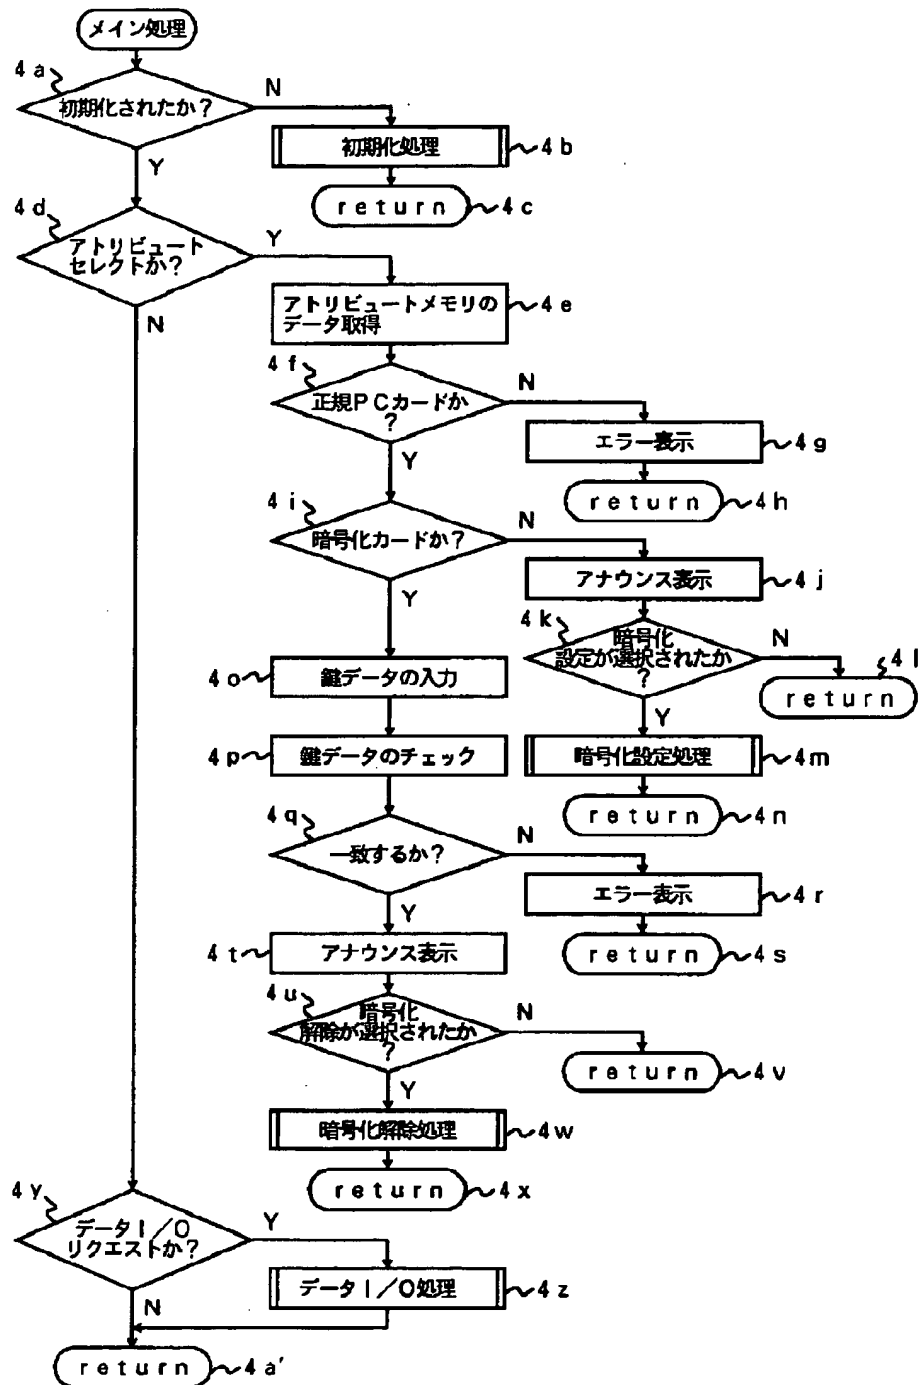 メイン処理
4a
初期化されたか?
N
Y
初期化処理
4b
return
4c
4d
アトリビュート
セレクトか?
Y
N
アトリビュートメモリの
データ取得
4e
4f
正規PCカードか
?
N
Y
エラー表示
4g
return
4h
4i
暗号化カードか?
N
Y
アナウンス表示
4j
4k
暗号化
設定が選択されたか
?
N
Y
return
4l
暗号化設定処理
4m
return
4n
4o
鍵データの入力
4p
鍵データのチェック
4q
一致するか?
N
Y
エラー表示
4r
return
4s
4t
アナウンス表示
4u
暗号化
解除が選択されたか
?
N
Y
return
4v
暗号化解除処理
4w
return
4x
4y
データI/O
リクエストか?
Y
N
データI/O処理
4z
return
4a'